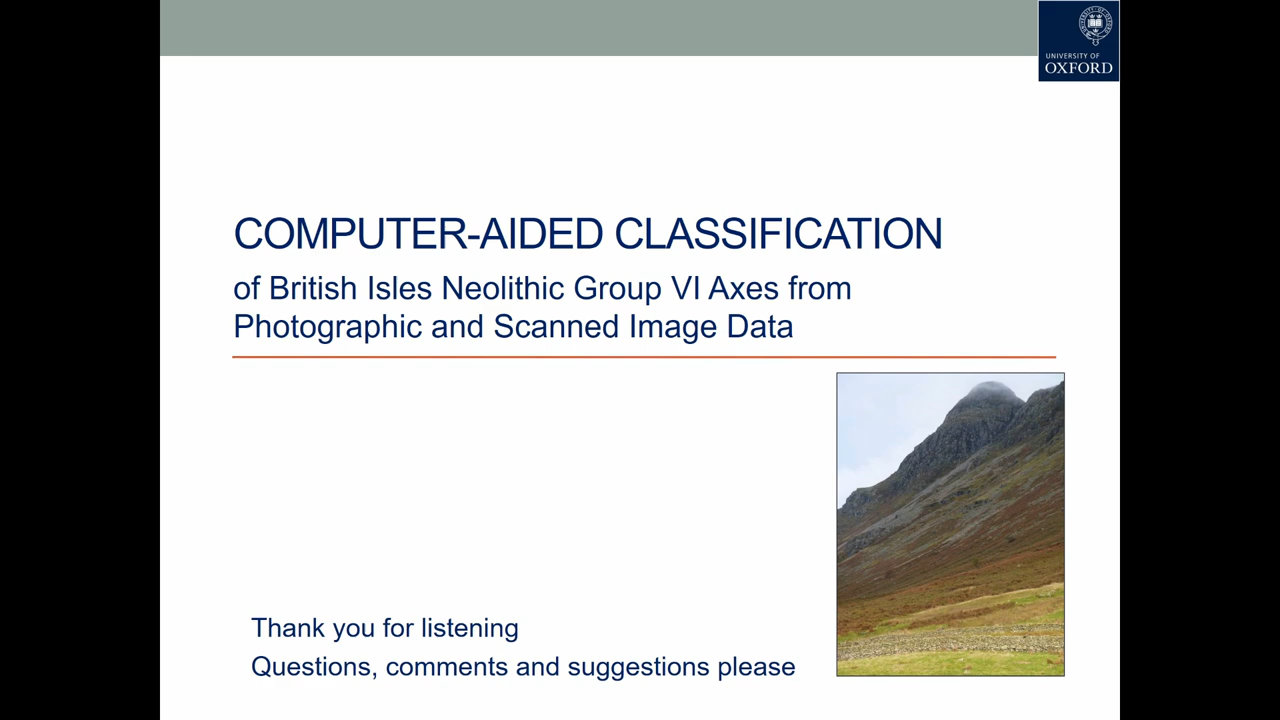 UNIVERSITY OF
OXFORD
COMPUTER-AIDED CLASSIFICATION
of British Isles Neolithic Group VI Axes from
Photographic and Scanned Image Data
Thank you for listening
Questions, comments and suggestions please